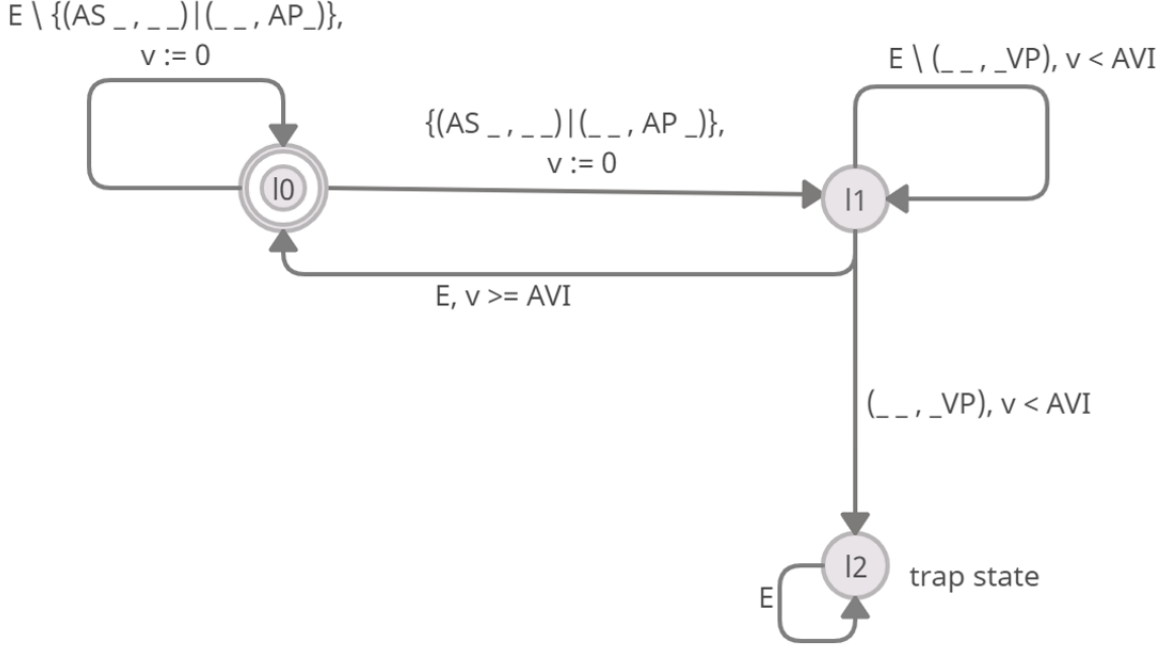 E \ {(AS _ , _ _)|(_ _ , AP_)},
v := 0
E \ (_ _ , _VP), v < AVI
{(AS _ , _ _)|(_ _ , AP _)},
v := 0
l0
l1
E, v >= AVI
(_ _ , _VP), v < AVI
l2
trap state
E